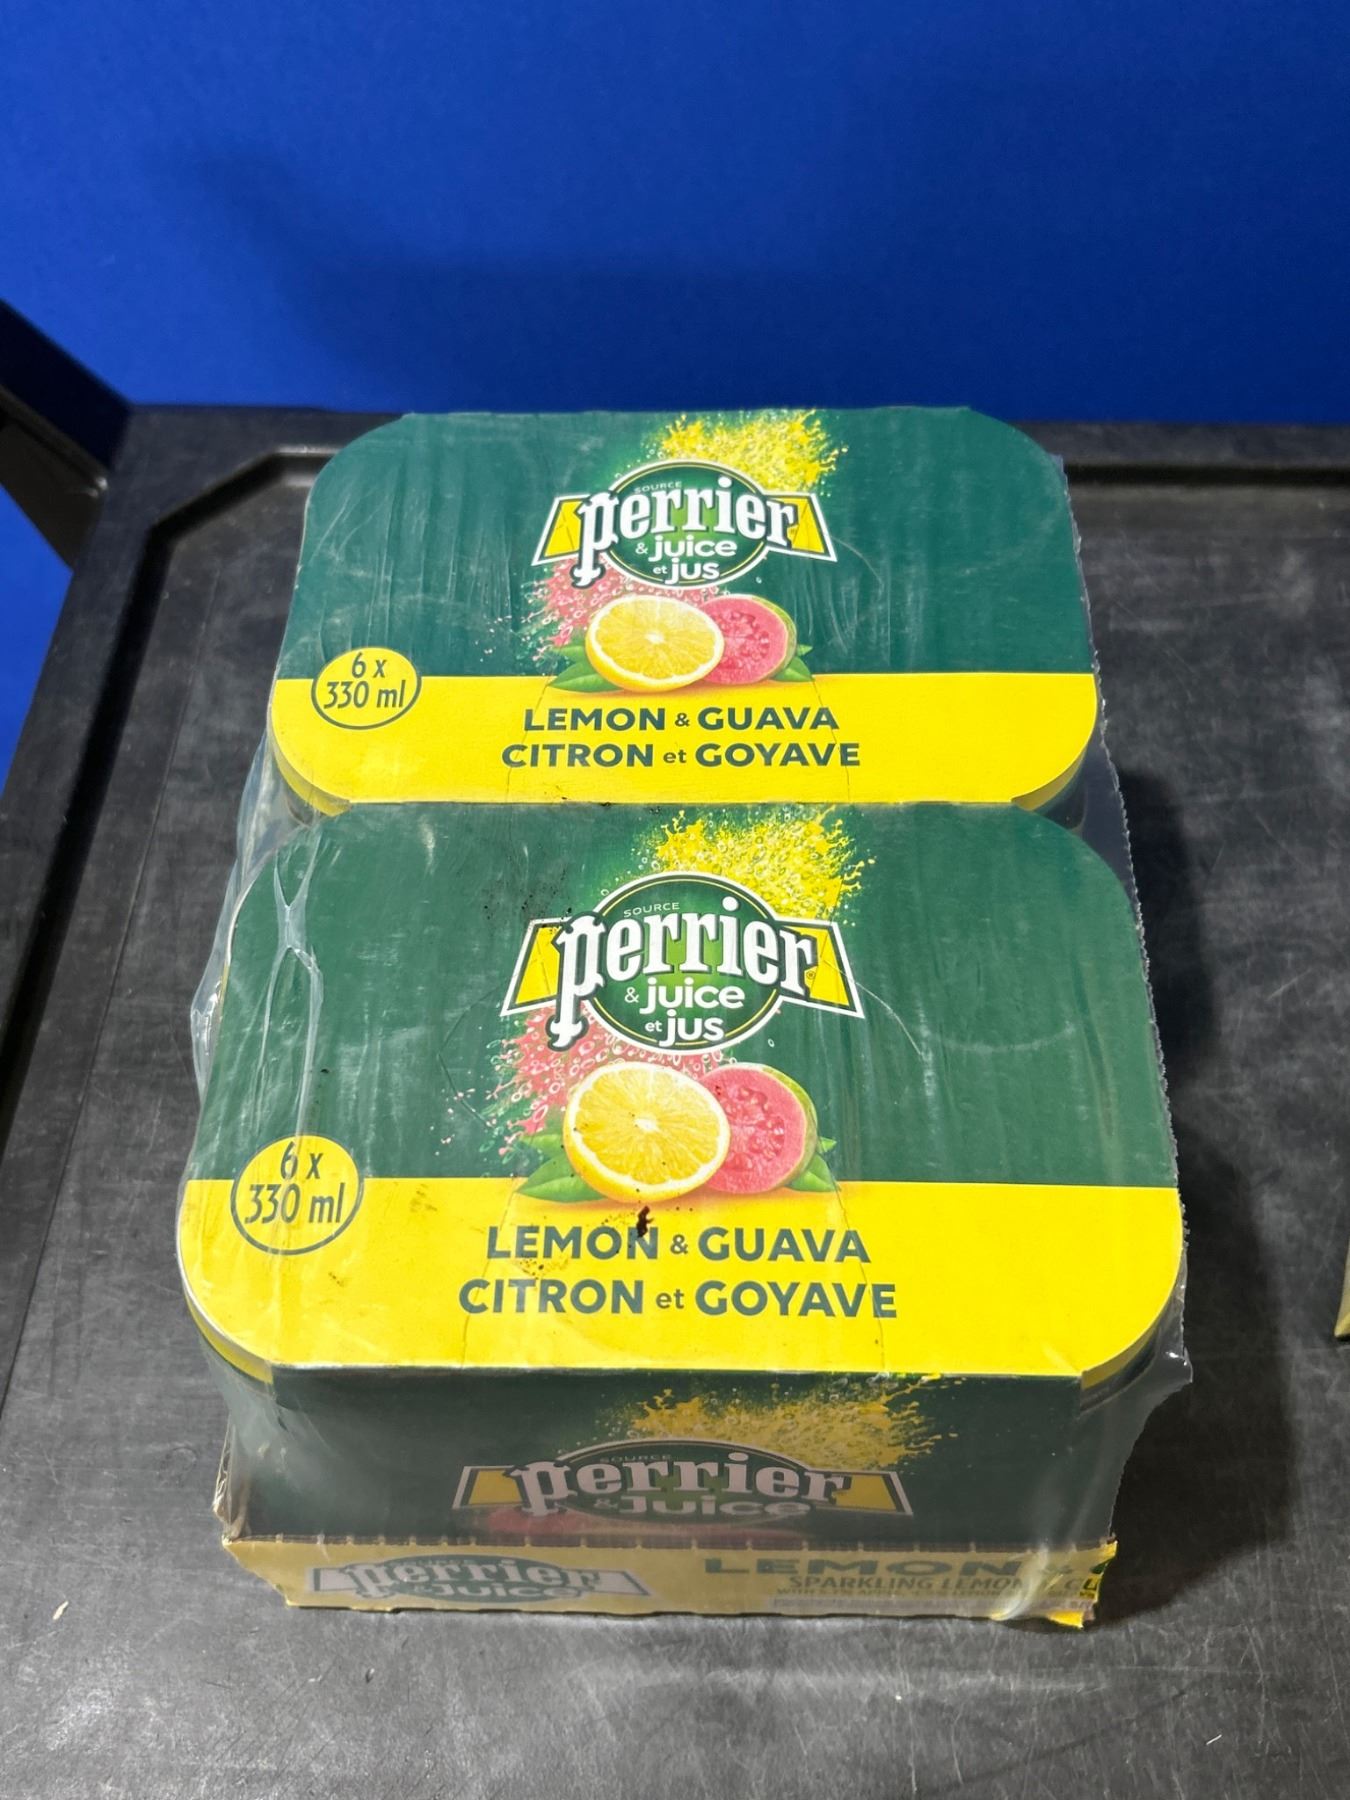 SOURCE
perrier®
& juice
et jus
6 x
330 ml
LEMON & GUAVA
CITRON et GOYAVE
SOURCE
perrier®
& juice
et jus
6 x
330 ml
LEMON & GUAVA
CITRON et GOYAVE
SOURCE
perrier
& juice
perrier
& juice
LEMON
SPARKLING LEMON